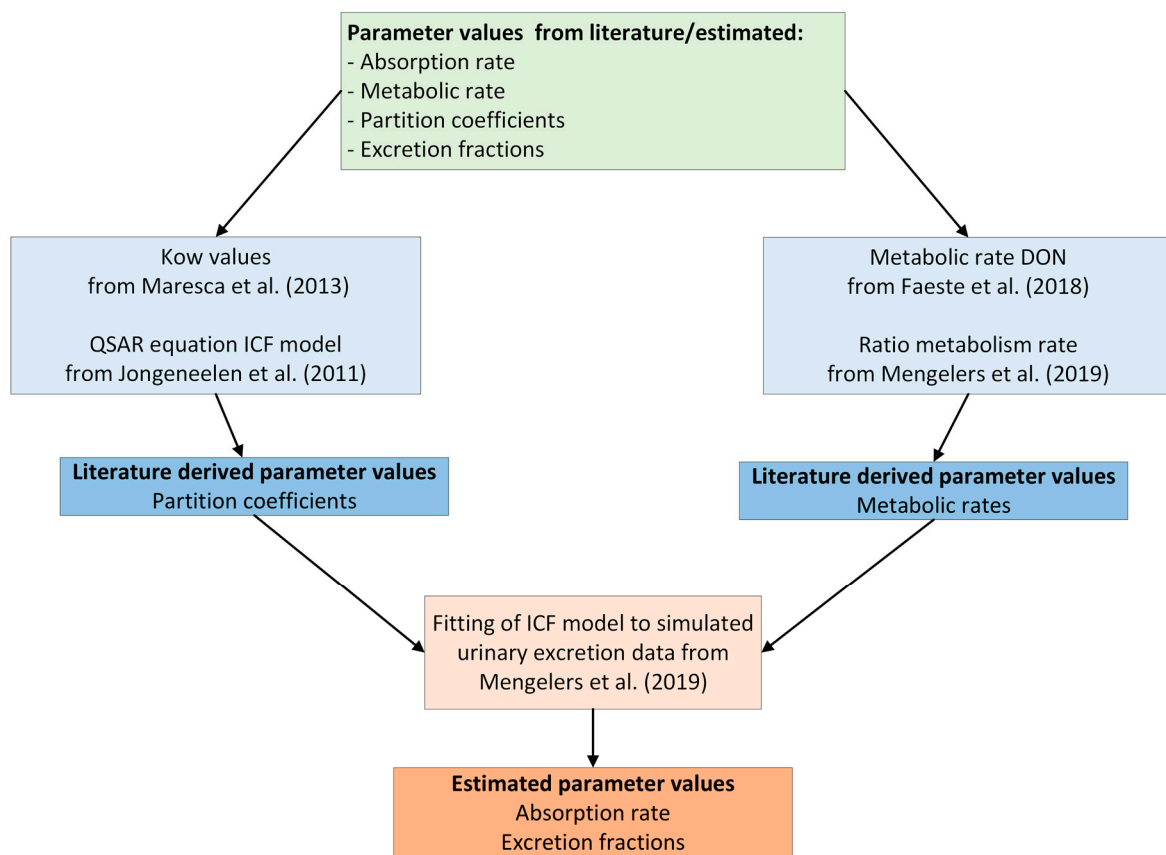 Parameter values  from literature/estimated:
- Absorption rate
- Metabolic rate
- Partition coefficients
- Excretion fractions
Kow values
from Maresca et al. (2013)
QSAR equation ICF model
from Jongeneelen et al. (2011)
Metabolic rate DON
from Faeste et al. (2018)
Ratio metabolism rate
from Mengelers et al. (2019)
Literature derived parameter values
Partition coefficients
Literature derived parameter values
Metabolic rates
Fitting of ICF model to simulated
urinary excretion data from
Mengelers et al. (2019)
Estimated parameter values
Absorption rate
Excretion fractions